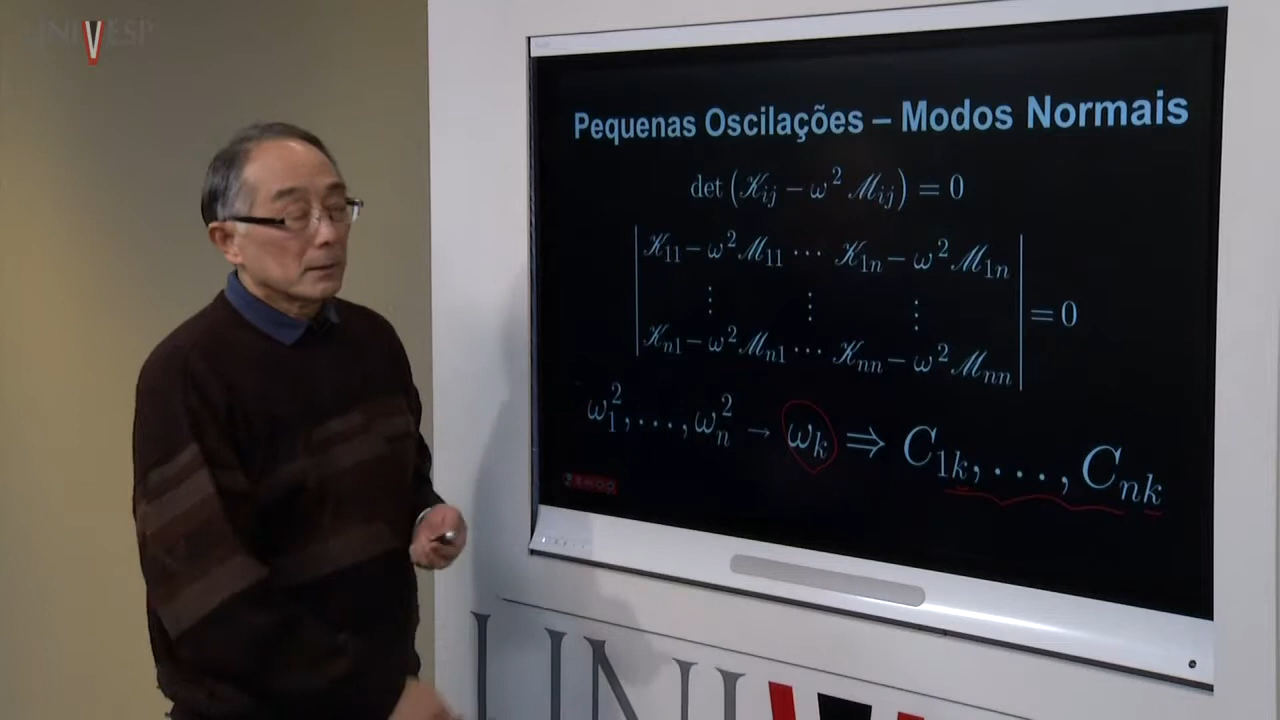 UNIVESP
Pequenas Oscilações – Modos Normais
det (𝒦ij − ω² ℳij) = 0
𝒦11 − ω² ℳ11 ⋯ 𝒦1n − ω² ℳ1n
⋮ ⋮ ⋮ = 0
𝒦n1 − ω² ℳn1 ⋯ 𝒦nn − ω² ℳnn
ω₁², …, ωn² → ωk ⇒ C1k, …, Cnk
UNIV